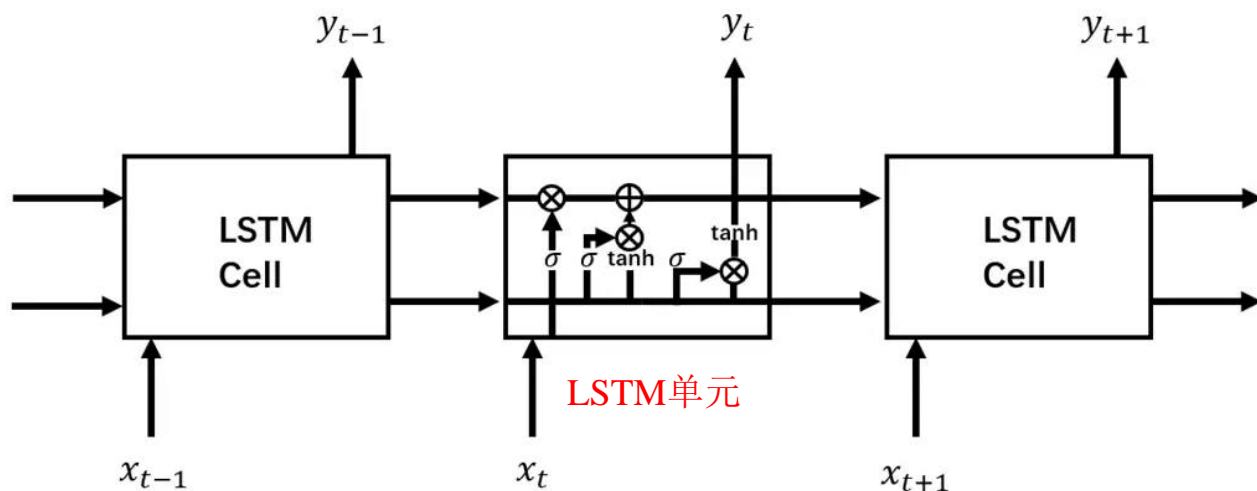 y_{t-1} y_t y_{t+1}
LSTM
Cell
σ σ tanh σ tanh
LSTM
Cell
LSTM单元
x_{t-1} x_t x_{t+1}